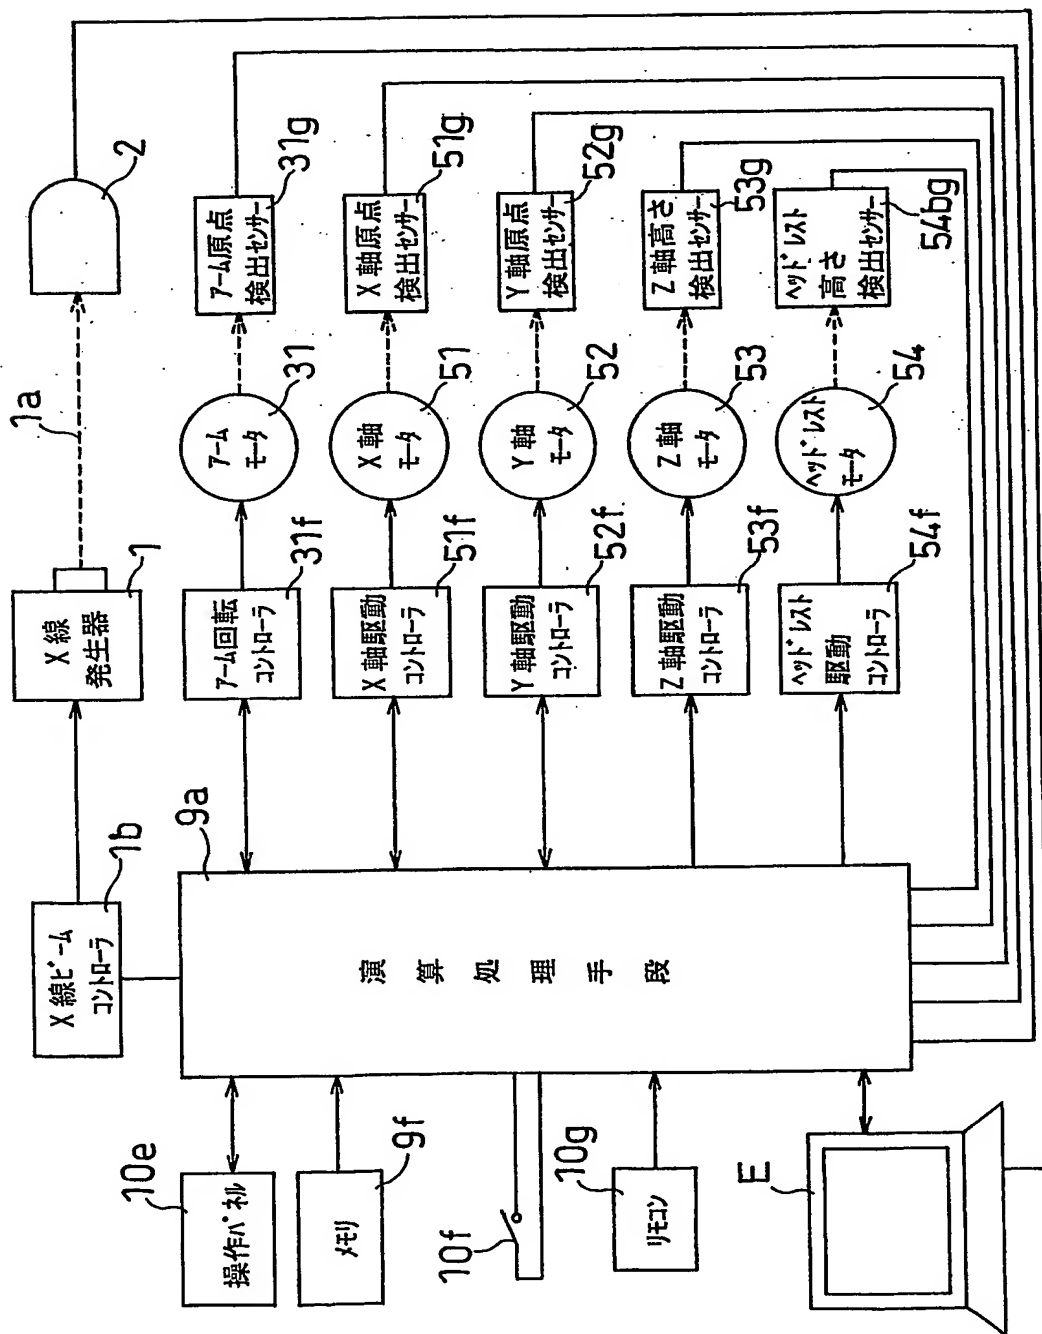 X線
発生器
1
1a
2
X線ビーム
コントローラ
1b
演算処理手段
9a
操作パネル
10e
メモリ
9f
10f
リモコン
10g
E
アーム回転
コントローラ
31f
アーム
モータ
31
アーム原点
検出センサー
31g
X軸駆動
コントローラ
51f
X軸
モータ
51
X軸原点
検出センサー
51g
Y軸駆動
コントローラ
52f
Y軸
モータ
52
Y軸原点
検出センサー
52g
Z軸駆動
コントローラ
53f
Z軸
モータ
53
Z軸高さ
検出センサー
53g
ヘッドレスト
駆動
コントローラ
54f
ヘッドレスト
モータ
54
ヘッドレスト
高さ
検出センサー
54bg